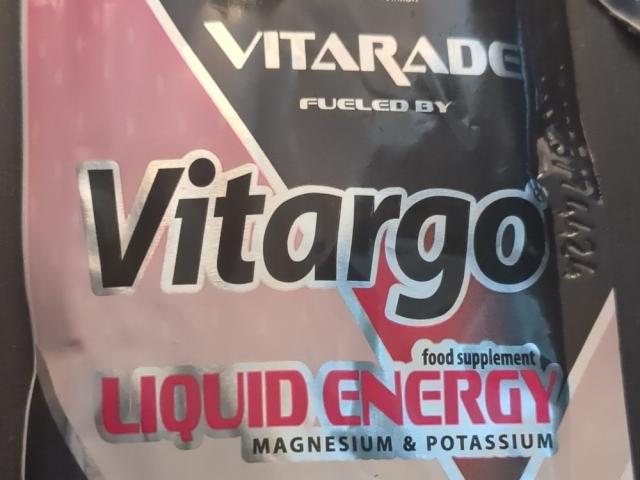 VITARADE
FUELED BY
Vitargo
food supplement
LIQUID ENERGY
MAGNESIUM & POTASSIUM